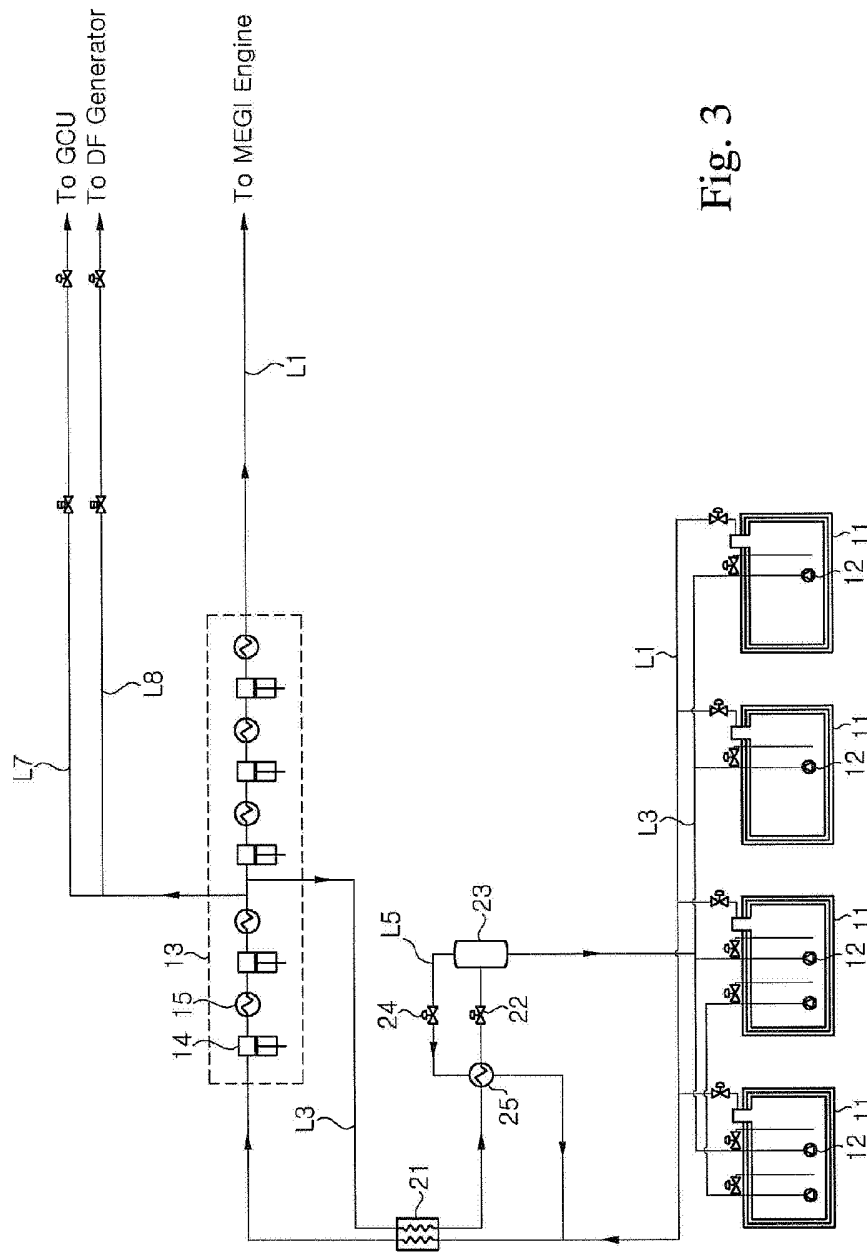 To GCU
To DF Generator
To MEGI Engine
L7
L8
L1
13
15
14
L3
L5
23
24
22
25
21
L1
L3
11
12
11
12
11
12
11
12
Fig. 3